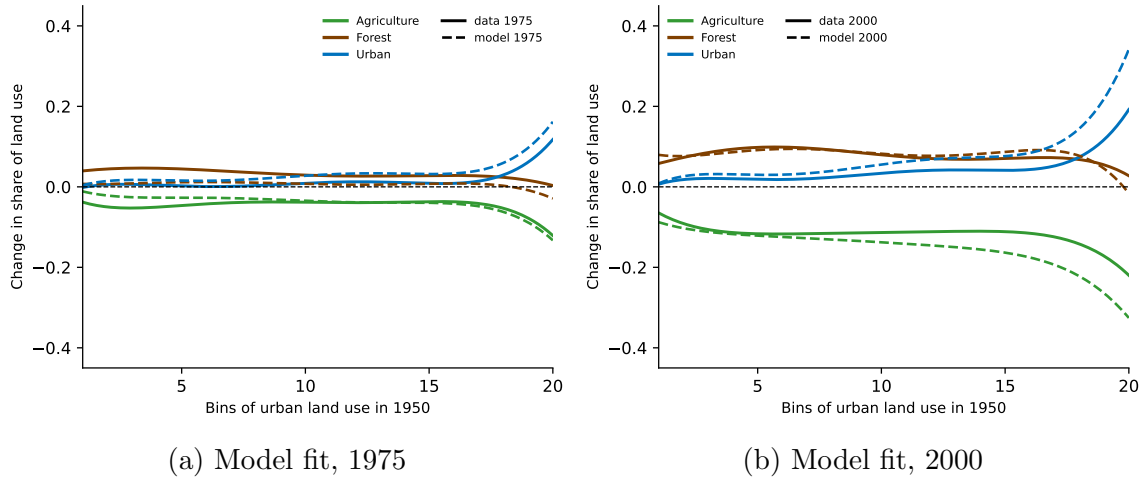 Agriculture
Forest
Urban
data 1975
model 1975
0.4
0.2
0.0
−0.2
−0.4
Change in share of land use
5
10
15
20
Bins of urban land use in 1950
(a) Model fit, 1975
Agriculture
Forest
Urban
data 2000
model 2000
0.4
0.2
0.0
−0.2
−0.4
Change in share of land use
5
10
15
20
Bins of urban land use in 1950
(b) Model fit, 2000